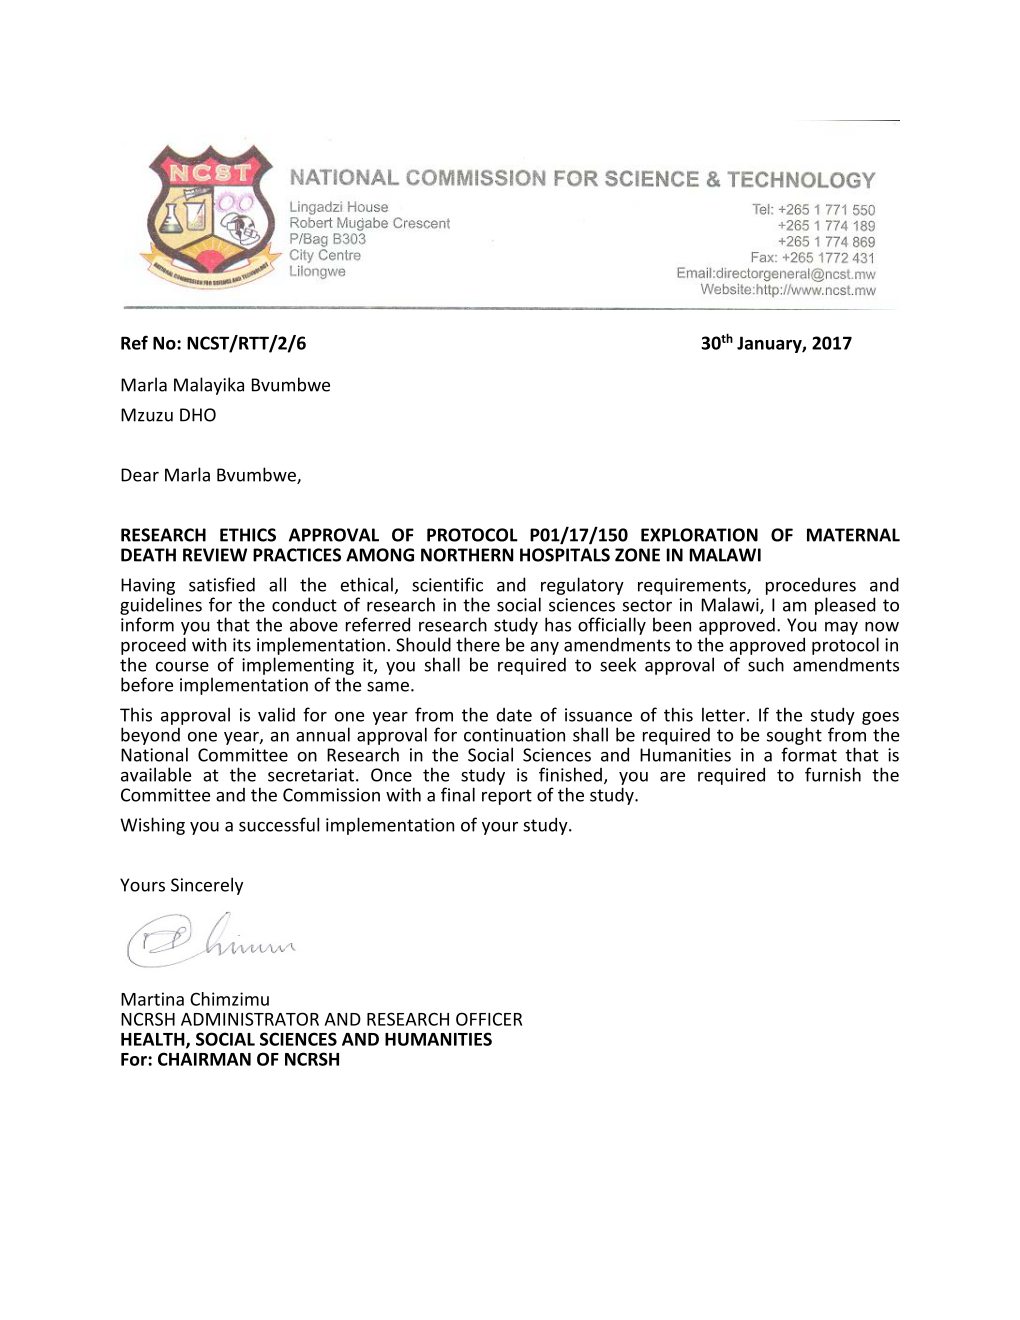 NCST
NATIONAL COMMISSION FOR SCIENCE AND TECHNOLOGY
NATIONAL COMMISSION FOR SCIENCE & TECHNOLOGY
Lingadzi House
Robert Mugabe Crescent
P/Bag B303
City Centre
Lilongwe
Tel: +265 1 771 550
+265 1 774 189
+265 1 774 869
Fax: +265 1772 431
Email:directorgeneral@ncst.mw
Website:http://www.ncst.mw
Ref No: NCST/RTT/2/6 30th January, 2017
Marla Malayika Bvumbwe
Mzuzu DHO
Dear Marla Bvumbwe,
RESEARCH ETHICS APPROVAL OF PROTOCOL P01/17/150 EXPLORATION OF MATERNAL
DEATH REVIEW PRACTICES AMONG NORTHERN HOSPITALS ZONE IN MALAWI
Having satisfied all the ethical, scientific and regulatory requirements, procedures and
guidelines for the conduct of research in the social sciences sector in Malawi, I am pleased to
inform you that the above referred research study has officially been approved. You may now
proceed with its implementation. Should there be any amendments to the approved protocol in
the course of implementing it, you shall be required to seek approval of such amendments
before implementation of the same.
This approval is valid for one year from the date of issuance of this letter. If the study goes
beyond one year, an annual approval for continuation shall be required to be sought from the
National Committee on Research in the Social Sciences and Humanities in a format that is
available at the secretariat. Once the study is finished, you are required to furnish the
Committee and the Commission with a final report of the study.
Wishing you a successful implementation of your study.
Yours Sincerely
Martina Chimzimu
NCRSH ADMINISTRATOR AND RESEARCH OFFICER
HEALTH, SOCIAL SCIENCES AND HUMANITIES
For: CHAIRMAN OF NCRSH